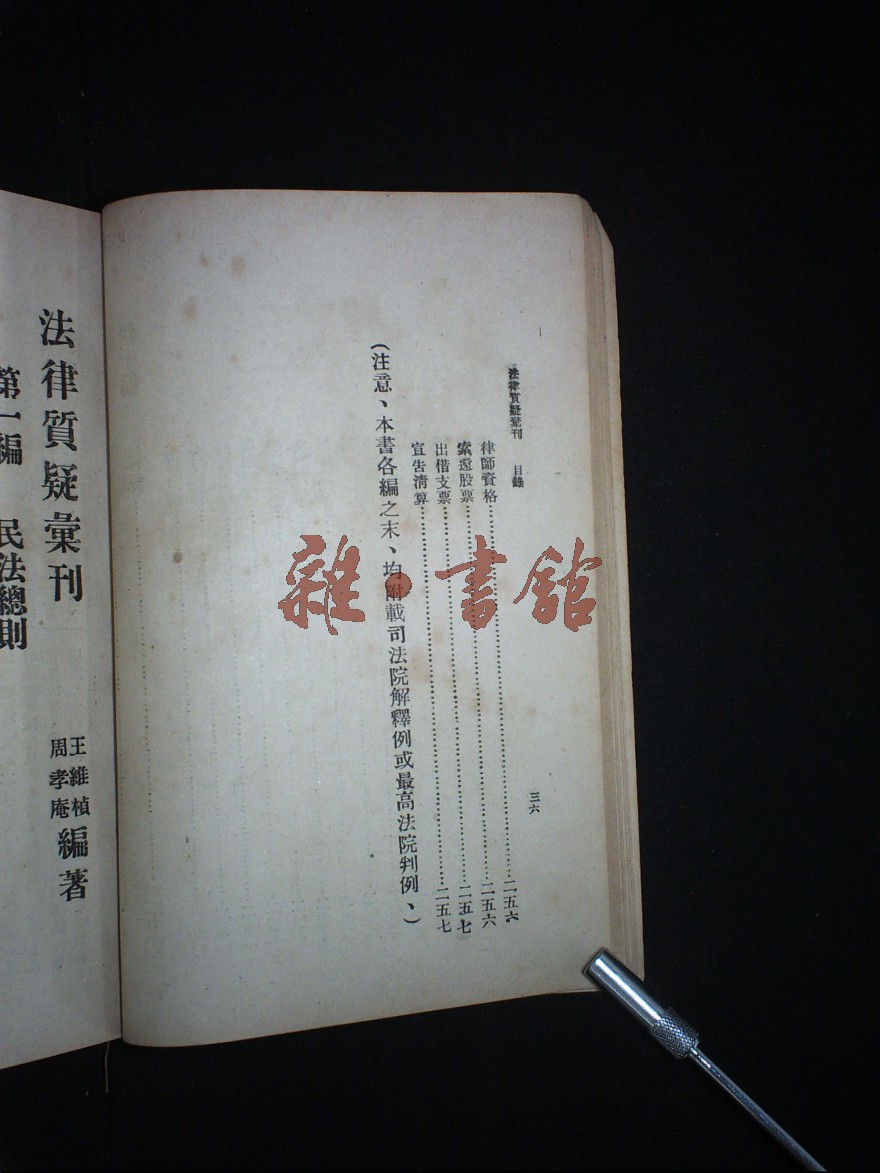 法律質疑彙刊　目錄　三六
律師資格……二五六
索還股票……二五六
出借支票……二五七
宣告清算……二五七
(注意、本書各編之末、均附載司法院解釋例或最高法院判例、)
法律質疑彙刊
王維楨
周孝庵
編著
第一編　民法總則
雜·書館